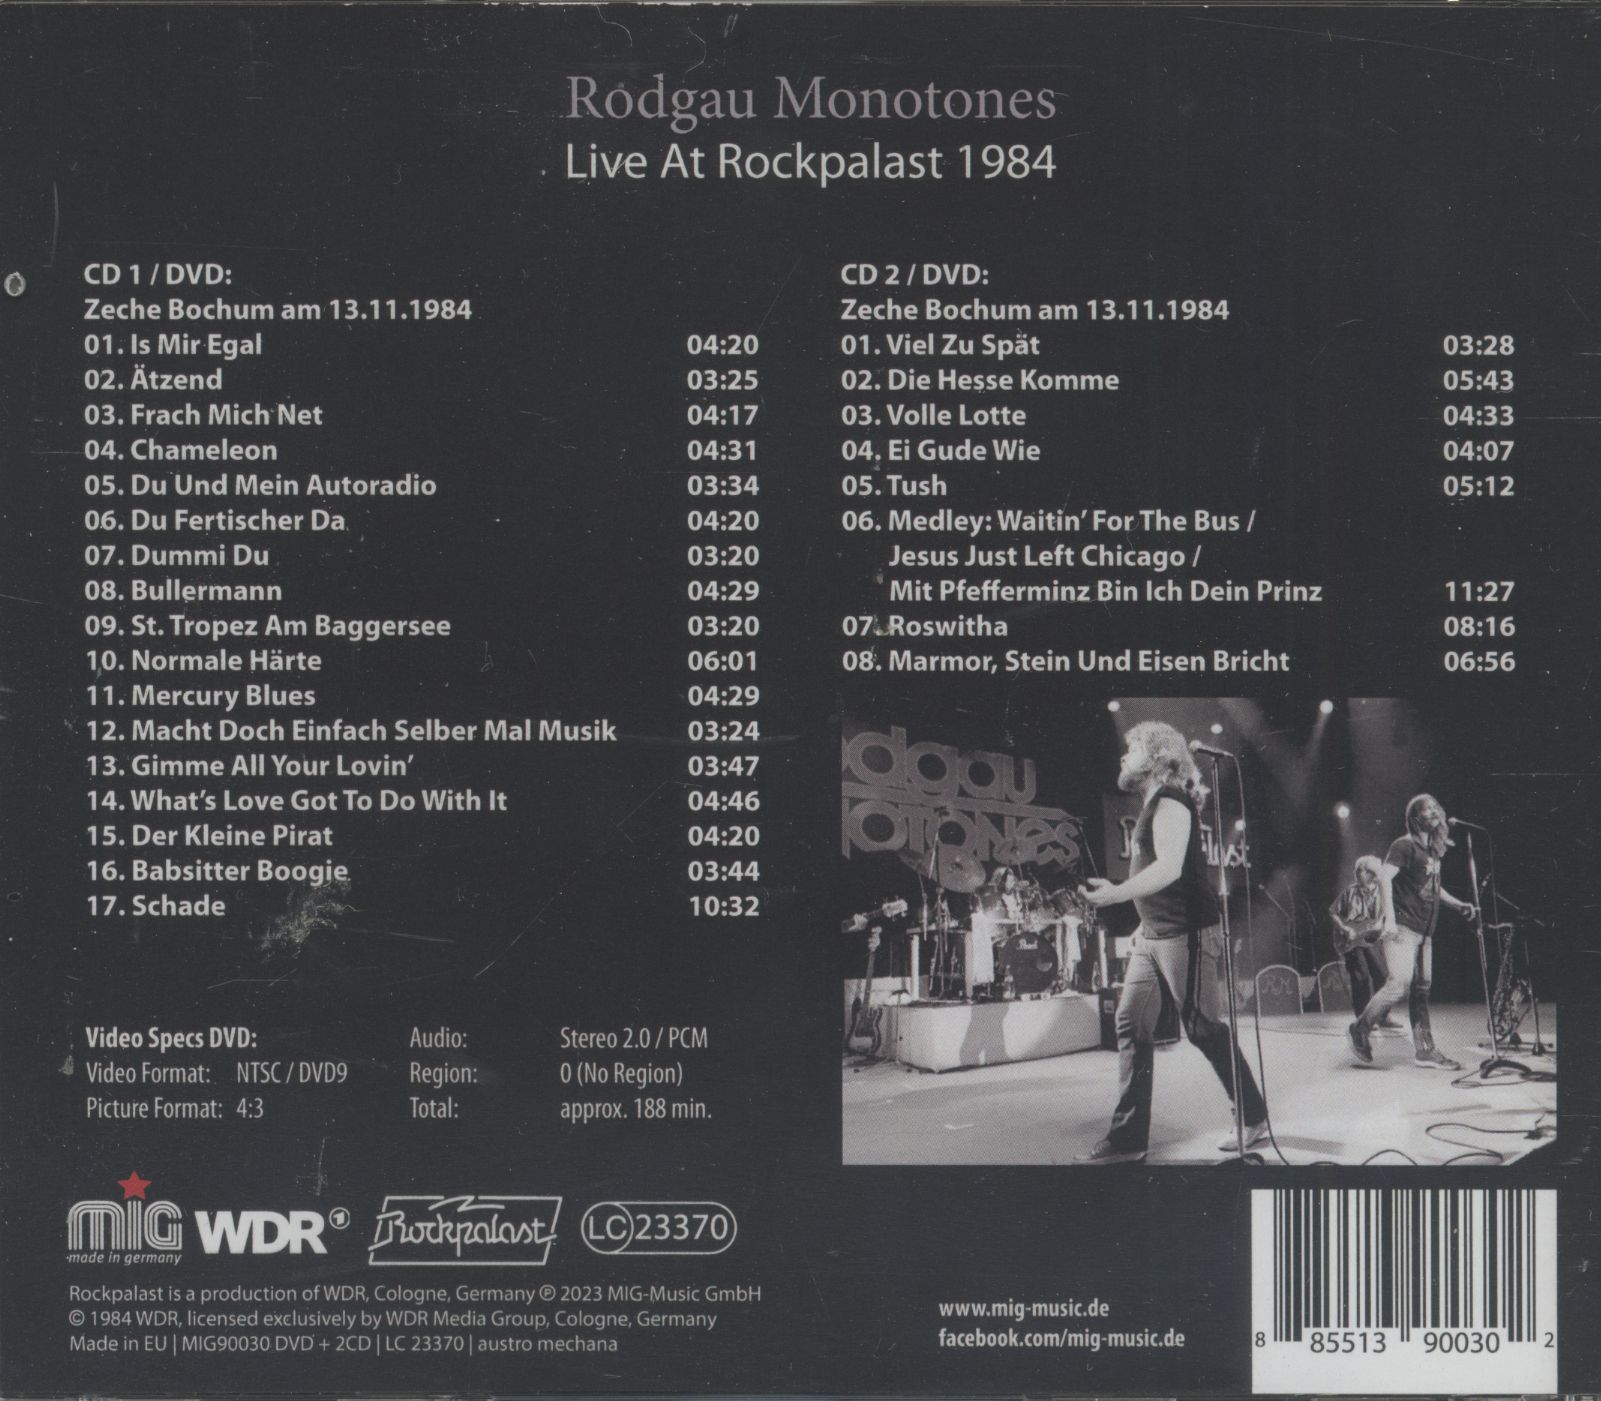 Rodgau Monotones
Live At Rockpalast 1984
CD 1 / DVD:
Zeche Bochum am 13.11.1984
01. Is Mir Egal 04:20
02. Ätzend 03:25
03. Frach Mich Net 04:17
04. Chameleon 04:31
05. Du Und Mein Autoradio 03:34
06. Du Fertischer Da 04:20
07. Dummi Du 03:20
08. Bullermann 04:29
09. St. Tropez Am Baggersee 03:20
10. Normale Härte 06:01
11. Mercury Blues 04:29
12. Macht Doch Einfach Selber Mal Musik 03:24
13. Gimme All Your Lovin' 03:47
14. What's Love Got To Do With It 04:46
15. Der Kleine Pirat 04:20
16. Babsitter Boogie 03:44
17. Schade 10:32
CD 2 / DVD:
Zeche Bochum am 13.11.1984
01. Viel Zu Spät 03:28
02. Die Hesse Komme 05:43
03. Volle Lotte 04:33
04. Ei Gude Wie 04:07
05. Tush 05:12
06. Medley: Waitin' For The Bus /
Jesus Just Left Chicago /
Mit Pfefferminz Bin Ich Dein Prinz 11:27
07. Roswitha 08:16
08. Marmor, Stein Und Eisen Bricht 06:56
odgau
OTONES
Video Specs DVD: Audio: Stereo 2.0 / PCM
Video Format: NTSC / DVD9 Region: 0 (No Region)
Picture Format: 4:3 Total: approx. 188 min.
MIG
made in germany
WDR 1
Rockpalast
LC 23370
Rockpalast is a production of WDR, Cologne, Germany ℗ 2023 MIG-Music GmbH
© 1984 WDR, licensed exclusively by WDR Media Group, Cologne, Germany
Made in EU | MIG90030 DVD + 2CD | LC 23370 | austro mechana
www.mig-music.de
facebook.com/mig-music.de
8 85513 90030 2